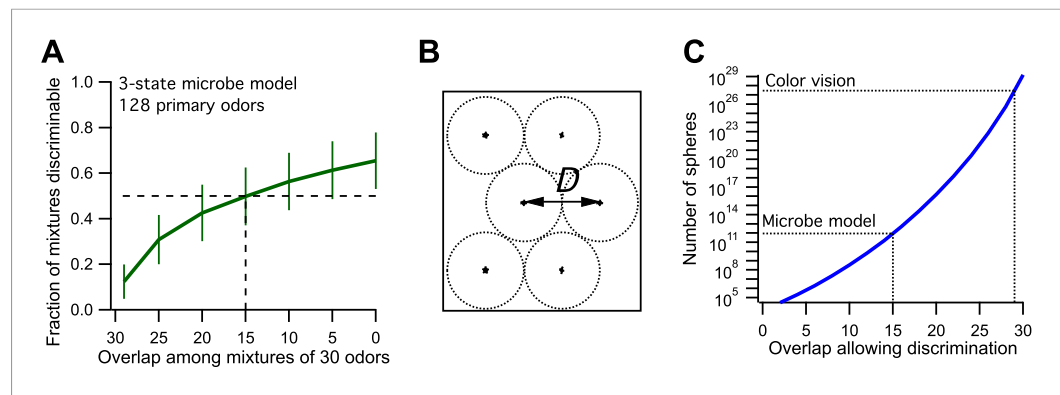 A
Fraction of mixtures discriminable
1.0
0.8
0.6
0.4
0.2
0.0
3-state microbe model
128 primary odors
30 25 20 15 10 5 0
Overlap among mixtures of 30 odors
B
D
C
Number of spheres
10^29
10^26
10^23
10^20
10^17
10^14
10^11
10^8
10^5
Color vision
Microbe model
0 5 10 15 20 25 30
Overlap allowing discrimination